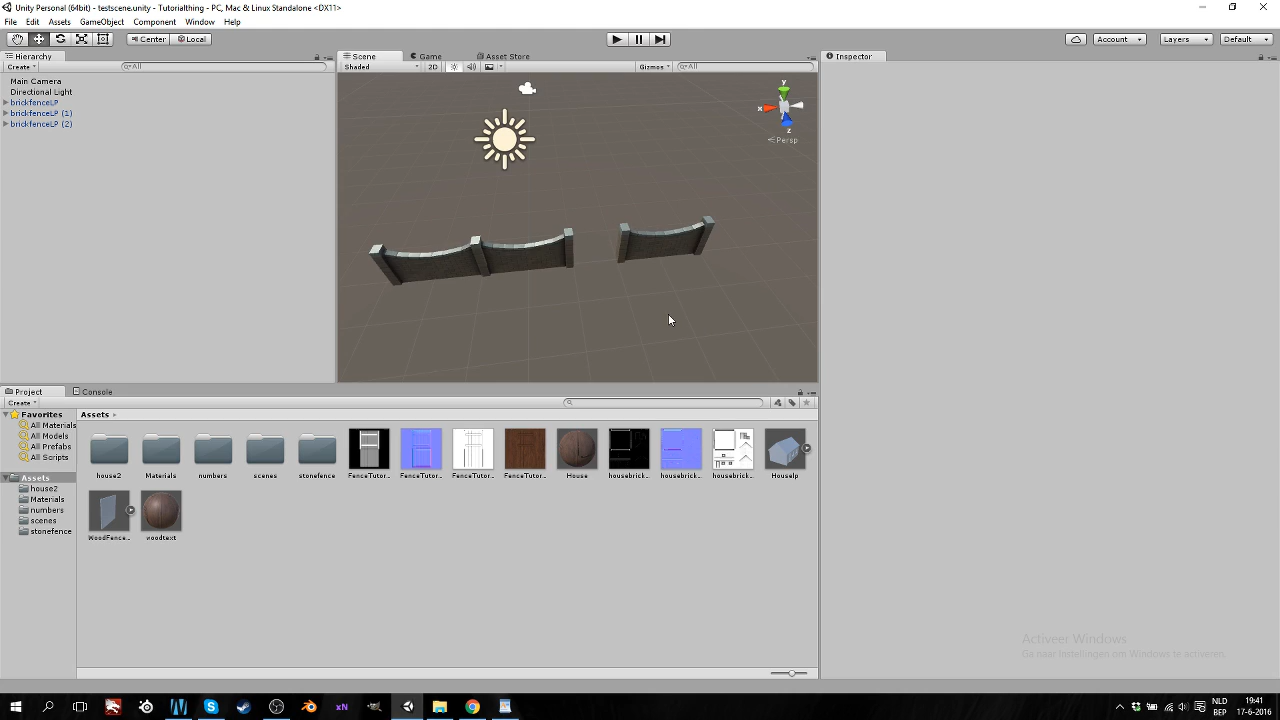 Unity Personal (64bit) - testscene.unity - Tutorialthing - PC, Mac & Linux Standalone <DX11>
File Edit Assets GameObject Component Window Help
Center Local Account Layers Default
Hierarchy Scene Game Asset Store Inspector
Create All Shaded 2D Gizmos All
Main Camera
Directional Light
brickfenceLP
brickfenceLP (1)
brickfenceLP (2)
y
x
z
Persp
Project Console
Create
Favorites
All Materials
All Models
All Prefabs
All Scripts
Assets
house2
Materials
numbers
scenes
stonefence
Assets
house2 Materials numbers scenes stonefence FenceTutor... FenceTutor... FenceTutor... FenceTutor... House housebrick... housebrick... housebrick... Houselp
WoodFence... woodtext
Activeer Windows
Ga naar Instellingen om Windows te activeren.
NLD 19:41
BEP 17-6-2016